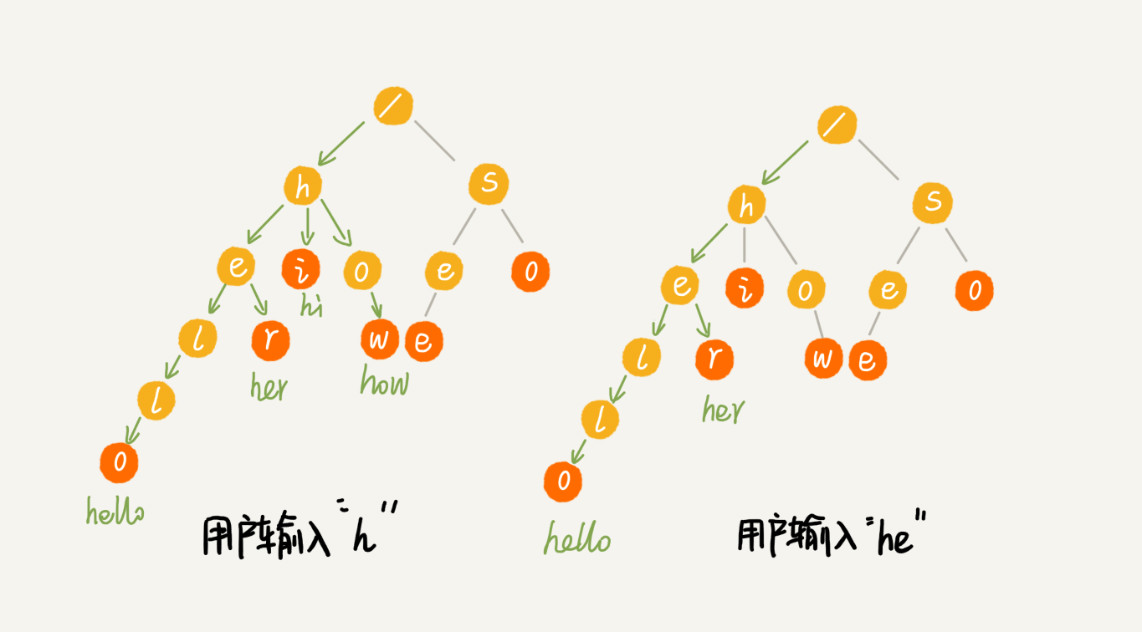 /
h s
e i o e o
hi
l r w e
her how
l
o
hello
用户输入“h”
/
h s
e i o e o
l r w e
her
l
o
hello
用户输入“he”